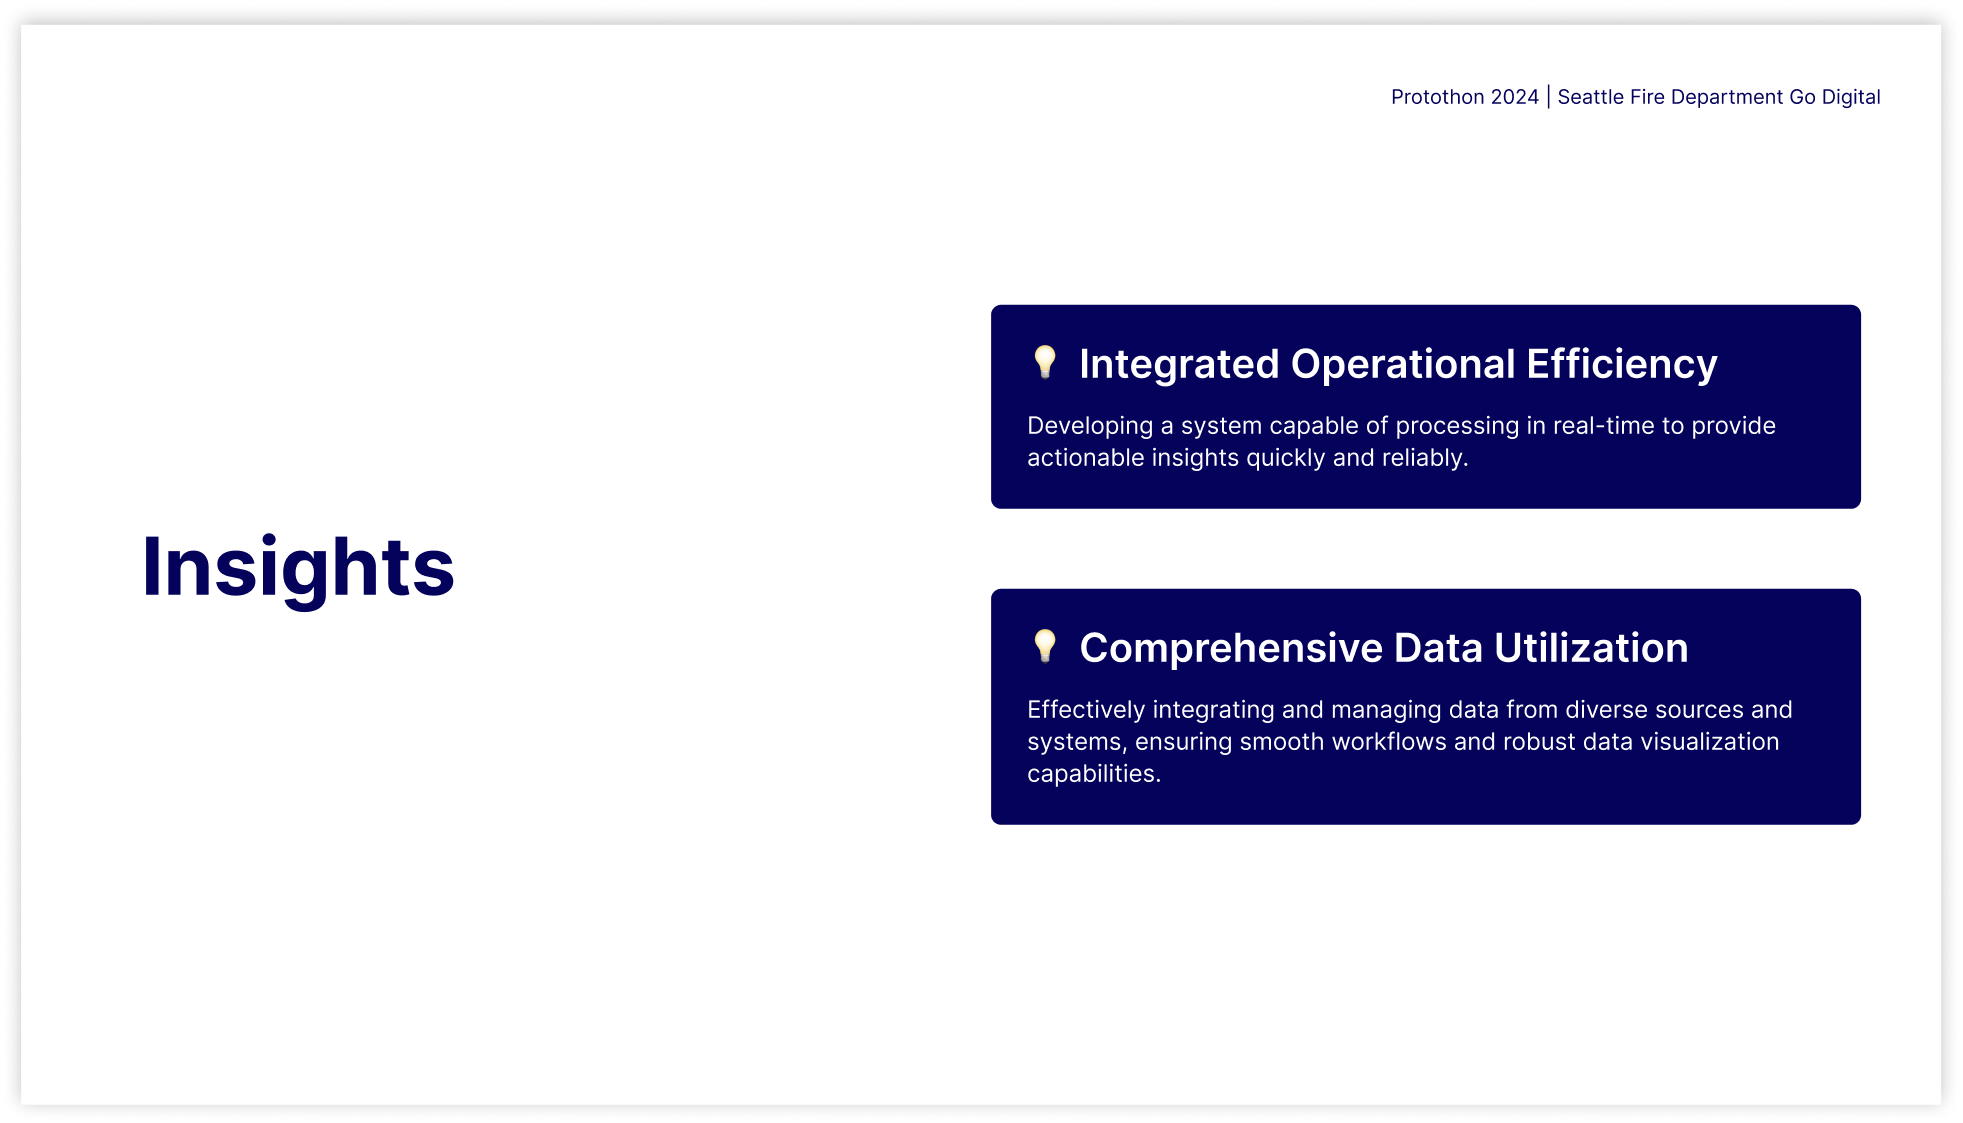 Protothon 2024 | Seattle Fire Department Go Digital
Insights
💡 Integrated Operational Efficiency
Developing a system capable of processing in real-time to provide
actionable insights quickly and reliably.
💡 Comprehensive Data Utilization
Effectively integrating and managing data from diverse sources and
systems, ensuring smooth workflows and robust data visualization
capabilities.